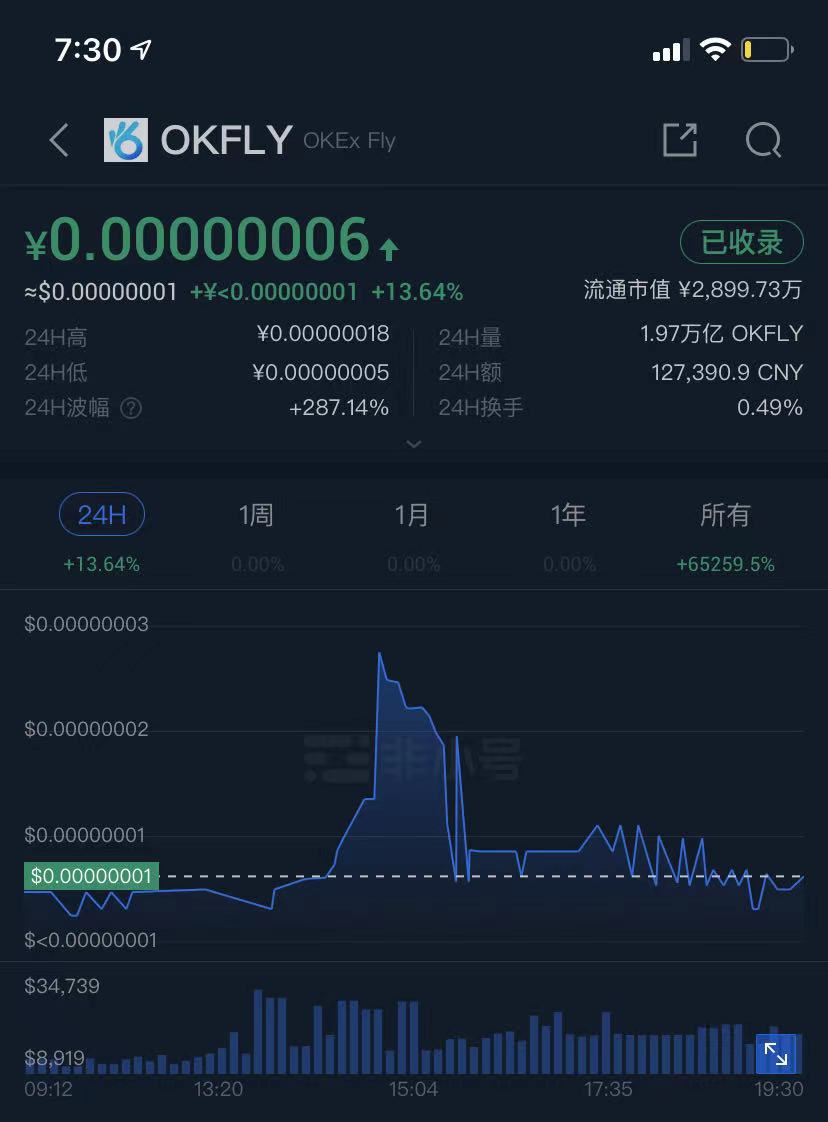 7:30
OKFLY OKEx Fly
¥0.00000006
已收录
≈$0.00000001 +¥<0.00000001 +13.64%
流通市值 ¥2,899.73万
24H高 ¥0.00000018
24H量 1.97万亿 OKFLY
24H低 ¥0.00000005
24H额 127,390.9 CNY
24H波幅 ? +287.14%
24H换手 0.49%
24H 1周 1月 1年 所有
+13.64% 0.00% 0.00% 0.00% +65259.5%
$0.00000003
$0.00000002
非小号
$0.00000001
$0.00000001
$<0.00000001
$34,739
$8,919
09:12 13:20 15:04 17:35 19:30